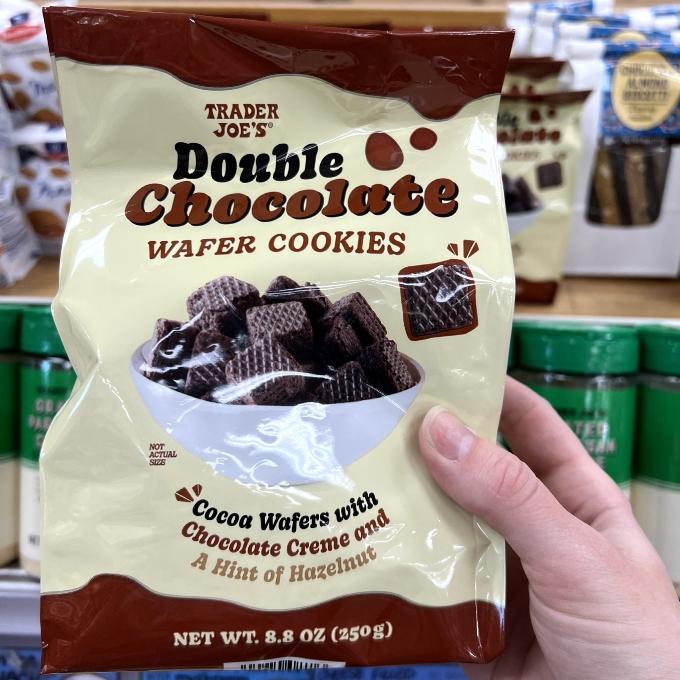 TRADER
JOE'S®
Double
Chocolate
WAFER COOKIES
NOT
ACTUAL
SIZE
Cocoa Wafers with
Chocolate Creme and
A Hint of Hazelnut
NET WT. 8.8 OZ (250g)